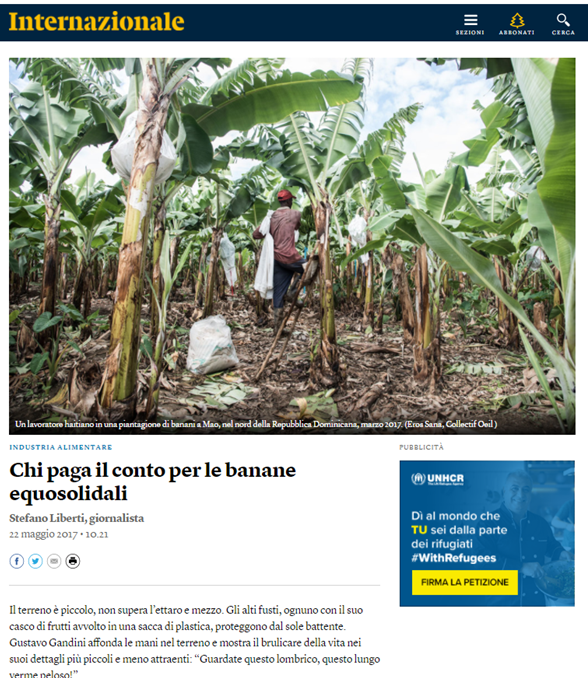 Internazionale
SEZIONI
ABBONATI
CERCA
Un lavoratore haitiano in una piantagione di banani a Mao, nel nord della Repubblica Dominicana, marzo 2017. (Eros Sana, Collectif Oeil )
INDUSTRIA ALIMENTARE
Chi paga il conto per le banane
equosolidali
Stefano Liberti, giornalista
22 maggio 2017 • 10.21
Il terreno è piccolo, non supera l'ettaro e mezzo. Gli alti fusti, ognuno con il suo
casco di frutti avvolto in una sacca di plastica, proteggono dal sole battente.
Gustavo Gandini affonda le mani nel terreno e mostra il brulicare della vita nei
suoi dettagli più piccoli e meno attraenti: “Guardate questo lombrico, questo lungo
verme peloso!”
PUBBLICITÀ
UNHCR
The UN Refugee Agency
Dì al mondo che
TU sei dalla parte
dei rifugiati
#WithRefugees
FIRMA LA PETIZIONE